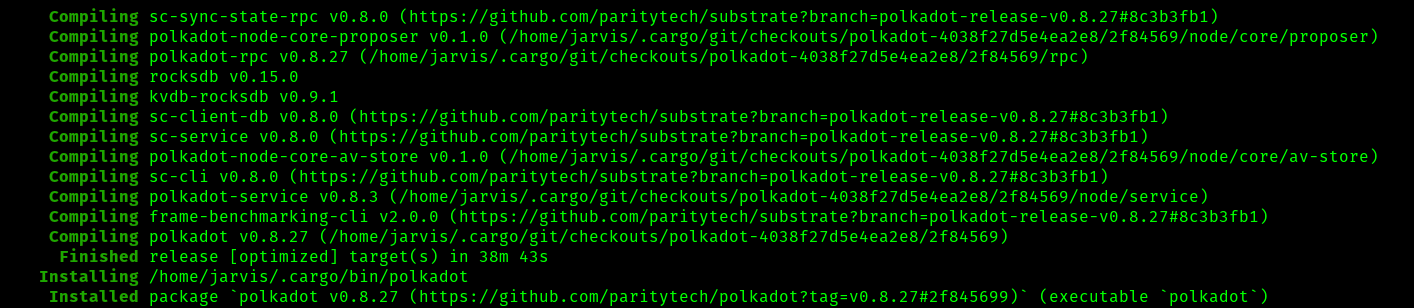 Compiling sc-sync-state-rpc v0.8.0 (https://github.com/paritytech/substrate?branch=polkadot-release-v0.8.27#8c3b3fb1)
Compiling polkadot-node-core-proposer v0.1.0 (/home/jarvis/.cargo/git/checkouts/polkadot-4038f27d5e4ea2e8/2f84569/node/core/proposer)
Compiling polkadot-rpc v0.8.27 (/home/jarvis/.cargo/git/checkouts/polkadot-4038f27d5e4ea2e8/2f84569/rpc)
Compiling rocksdb v0.15.0
Compiling kvdb-rocksdb v0.9.1
Compiling sc-client-db v0.8.0 (https://github.com/paritytech/substrate?branch=polkadot-release-v0.8.27#8c3b3fb1)
Compiling sc-service v0.8.0 (https://github.com/paritytech/substrate?branch=polkadot-release-v0.8.27#8c3b3fb1)
Compiling polkadot-node-core-av-store v0.1.0 (/home/jarvis/.cargo/git/checkouts/polkadot-4038f27d5e4ea2e8/2f84569/node/core/av-store)
Compiling sc-cli v0.8.0 (https://github.com/paritytech/substrate?branch=polkadot-release-v0.8.27#8c3b3fb1)
Compiling polkadot-service v0.8.3 (/home/jarvis/.cargo/git/checkouts/polkadot-4038f27d5e4ea2e8/2f84569/node/service)
Compiling frame-benchmarking-cli v2.0.0 (https://github.com/paritytech/substrate?branch=polkadot-release-v0.8.27#8c3b3fb1)
Compiling polkadot v0.8.27 (/home/jarvis/.cargo/git/checkouts/polkadot-4038f27d5e4ea2e8/2f84569)
Finished release [optimized] target(s) in 38m 43s
Installing /home/jarvis/.cargo/bin/polkadot
Installed package `polkadot v0.8.27 (https://github.com/paritytech/polkadot?tag=v0.8.27#2f845699)` (executable `polkadot`)